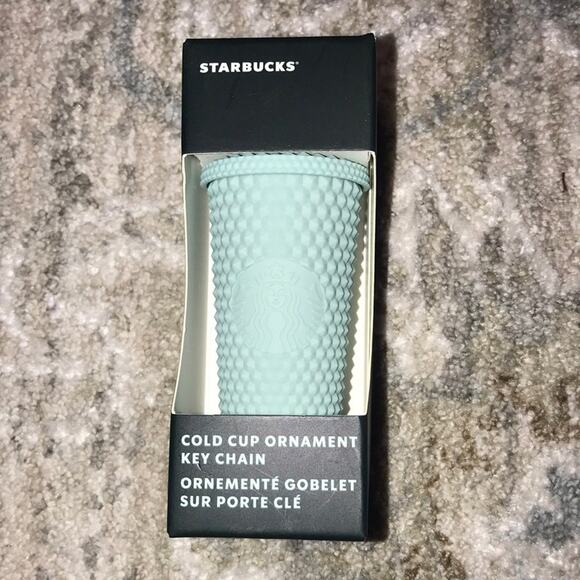 STARBUCKS®
COLD CUP ORNAMENT
KEY CHAIN
ORNEMENTÉ GOBELET
SUR PORTE CLÉ